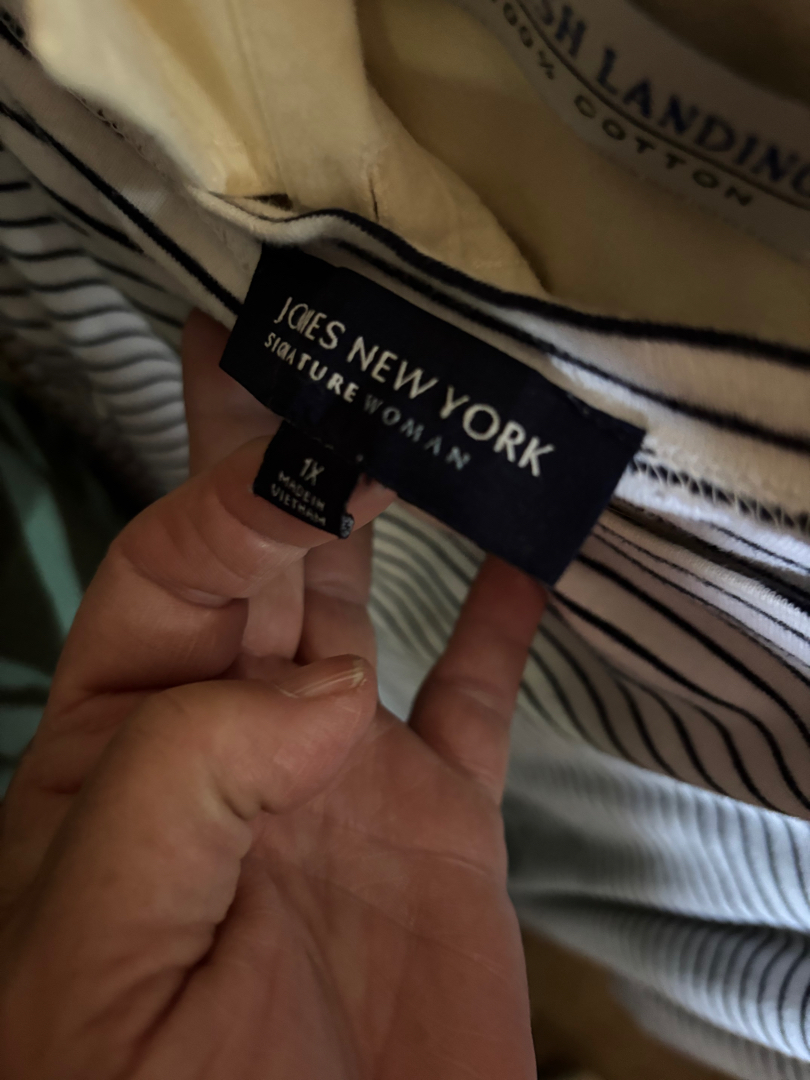 SH LANDING
100% COTTON
JONES NEW YORK
SIGNATURE WOMAN
1X
MADE IN
VIETNAM